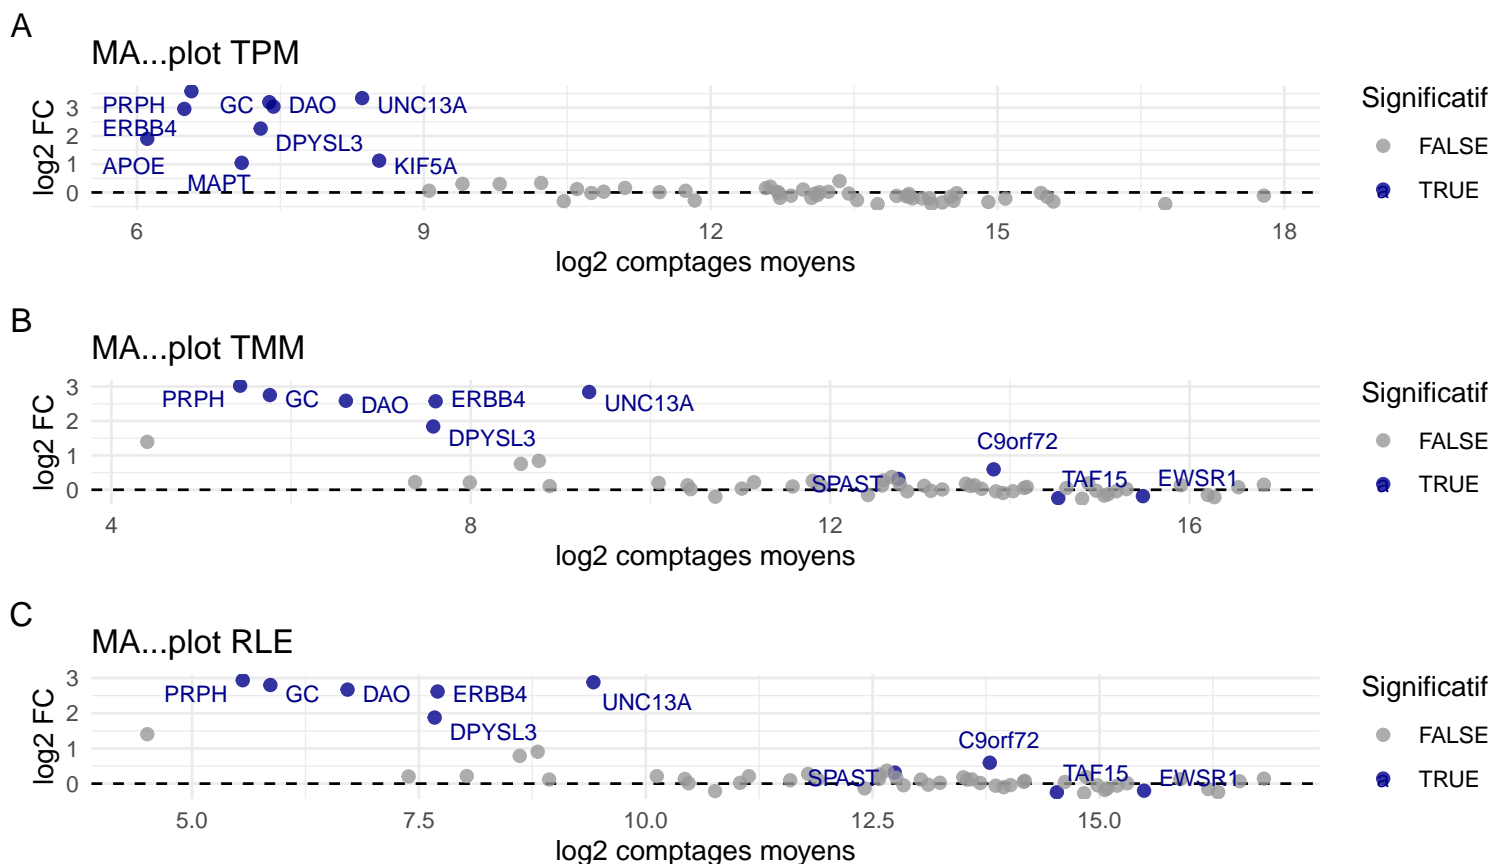 A
MA...plot TPM
log2 FC
3
2
1
0
PRPH
GC
DAO
UNC13A
ERBB4
DPYSL3
APOE
MAPT
KIF5A
6
9
12
15
18
log2 comptages moyens
Significatif
FALSE
a TRUE
B
MA...plot TMM
log2 FC
3
2
1
0
PRPH
GC
DAO
ERBB4
UNC13A
DPYSL3
C9orf72
SPAST
TAF15
EWSR1
4
8
12
16
log2 comptages moyens
Significatif
FALSE
a TRUE
C
MA...plot RLE
log2 FC
3
2
1
0
PRPH
GC
DAO
ERBB4
UNC13A
DPYSL3
C9orf72
SPAST
TAF15
EWSR1
5.0
7.5
10.0
12.5
15.0
log2 comptages moyens
Significatif
FALSE
a TRUE